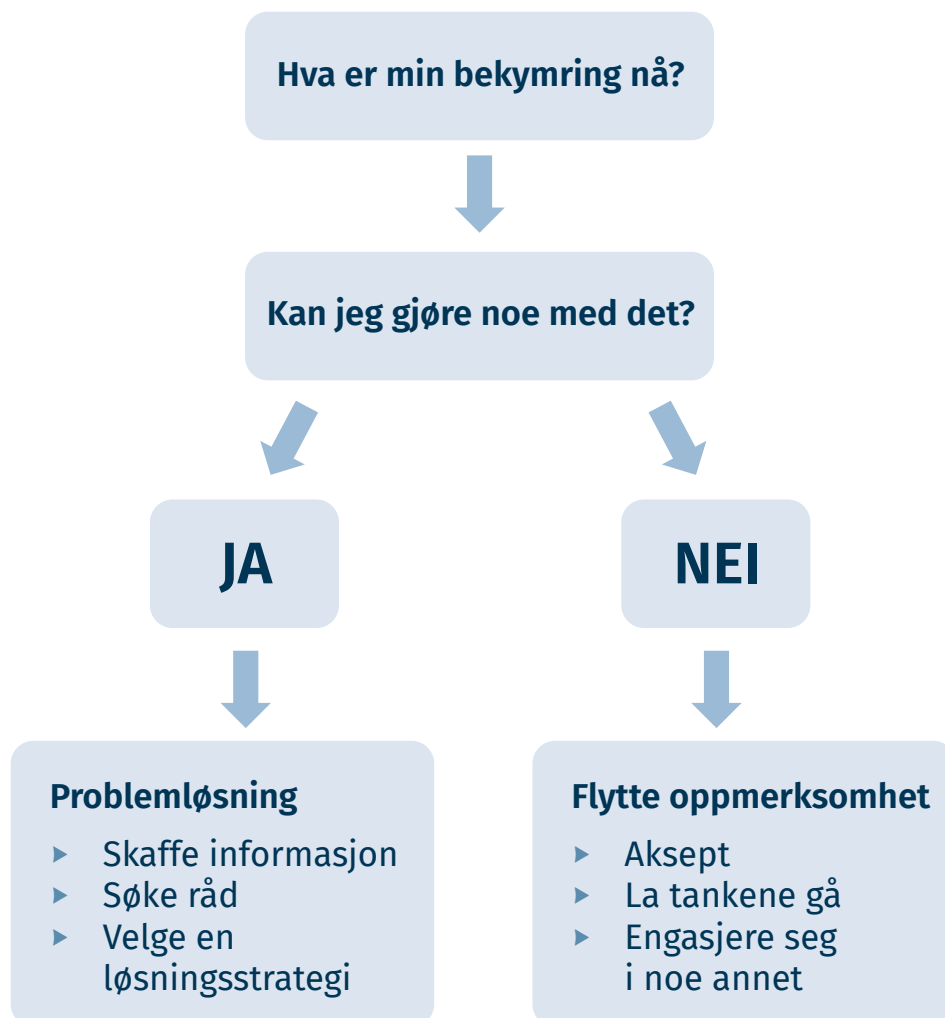 Hva er min bekymring nå?
Kan jeg gjøre noe med det?
JA
NEI
Problemløsning
Skaffe informasjon
Søke råd
Velge en
løsningsstrategi
Flytte oppmerksomhet
Aksept
La tankene gå
Engasjere seg
i noe annet